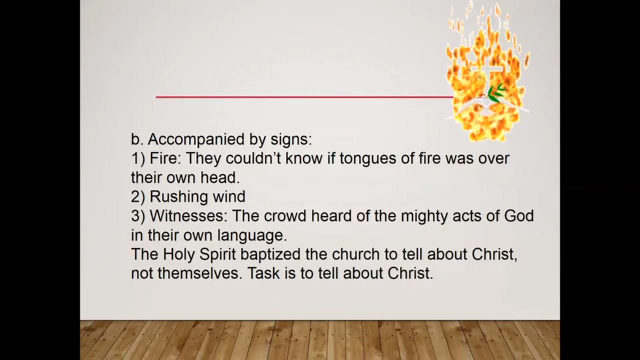 b. Accompanied by signs:
1) Fire: They couldn't know if tongues of fire was over
their own head.
2) Rushing wind
3) Witnesses: The crowd heard of the mighty acts of God
in their own language.
The Holy Spirit baptized the church to tell about Christ,
not themselves. Task is to tell about Christ.